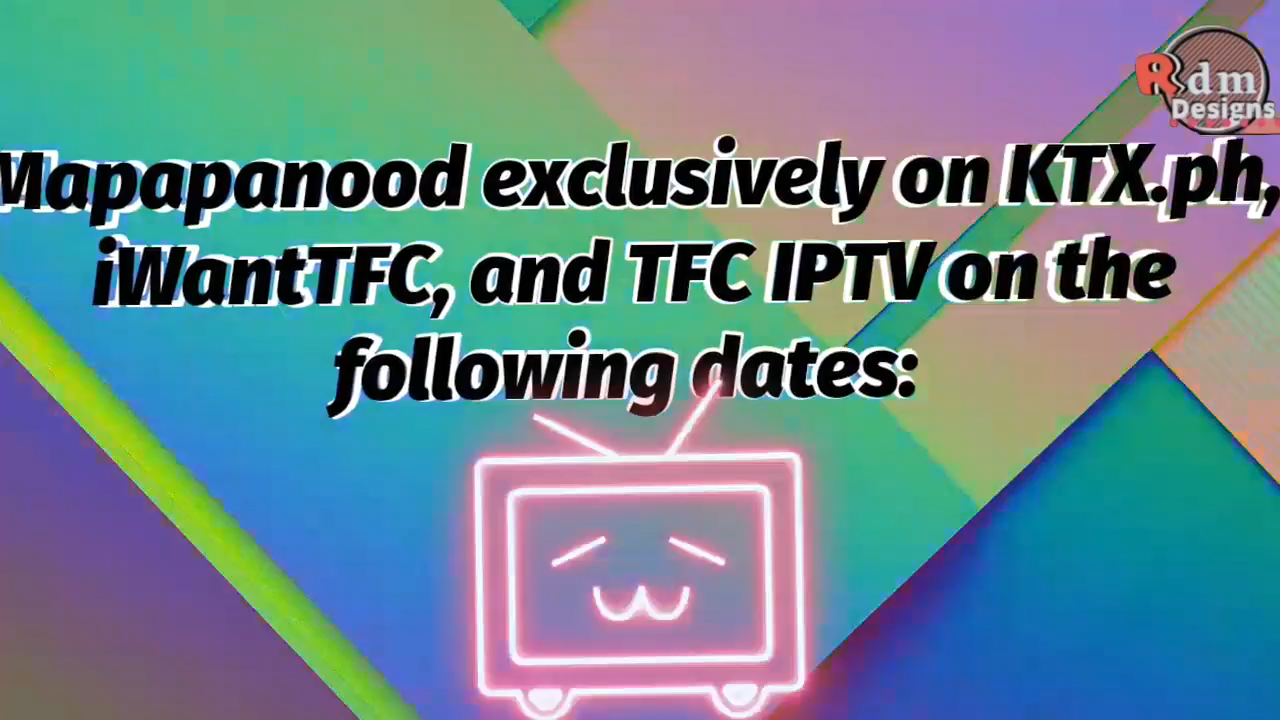 Rdm
Designs
Mapapanood exclusively on KTX.ph,
iWantTFC, and TFC IPTV on the
following dates: